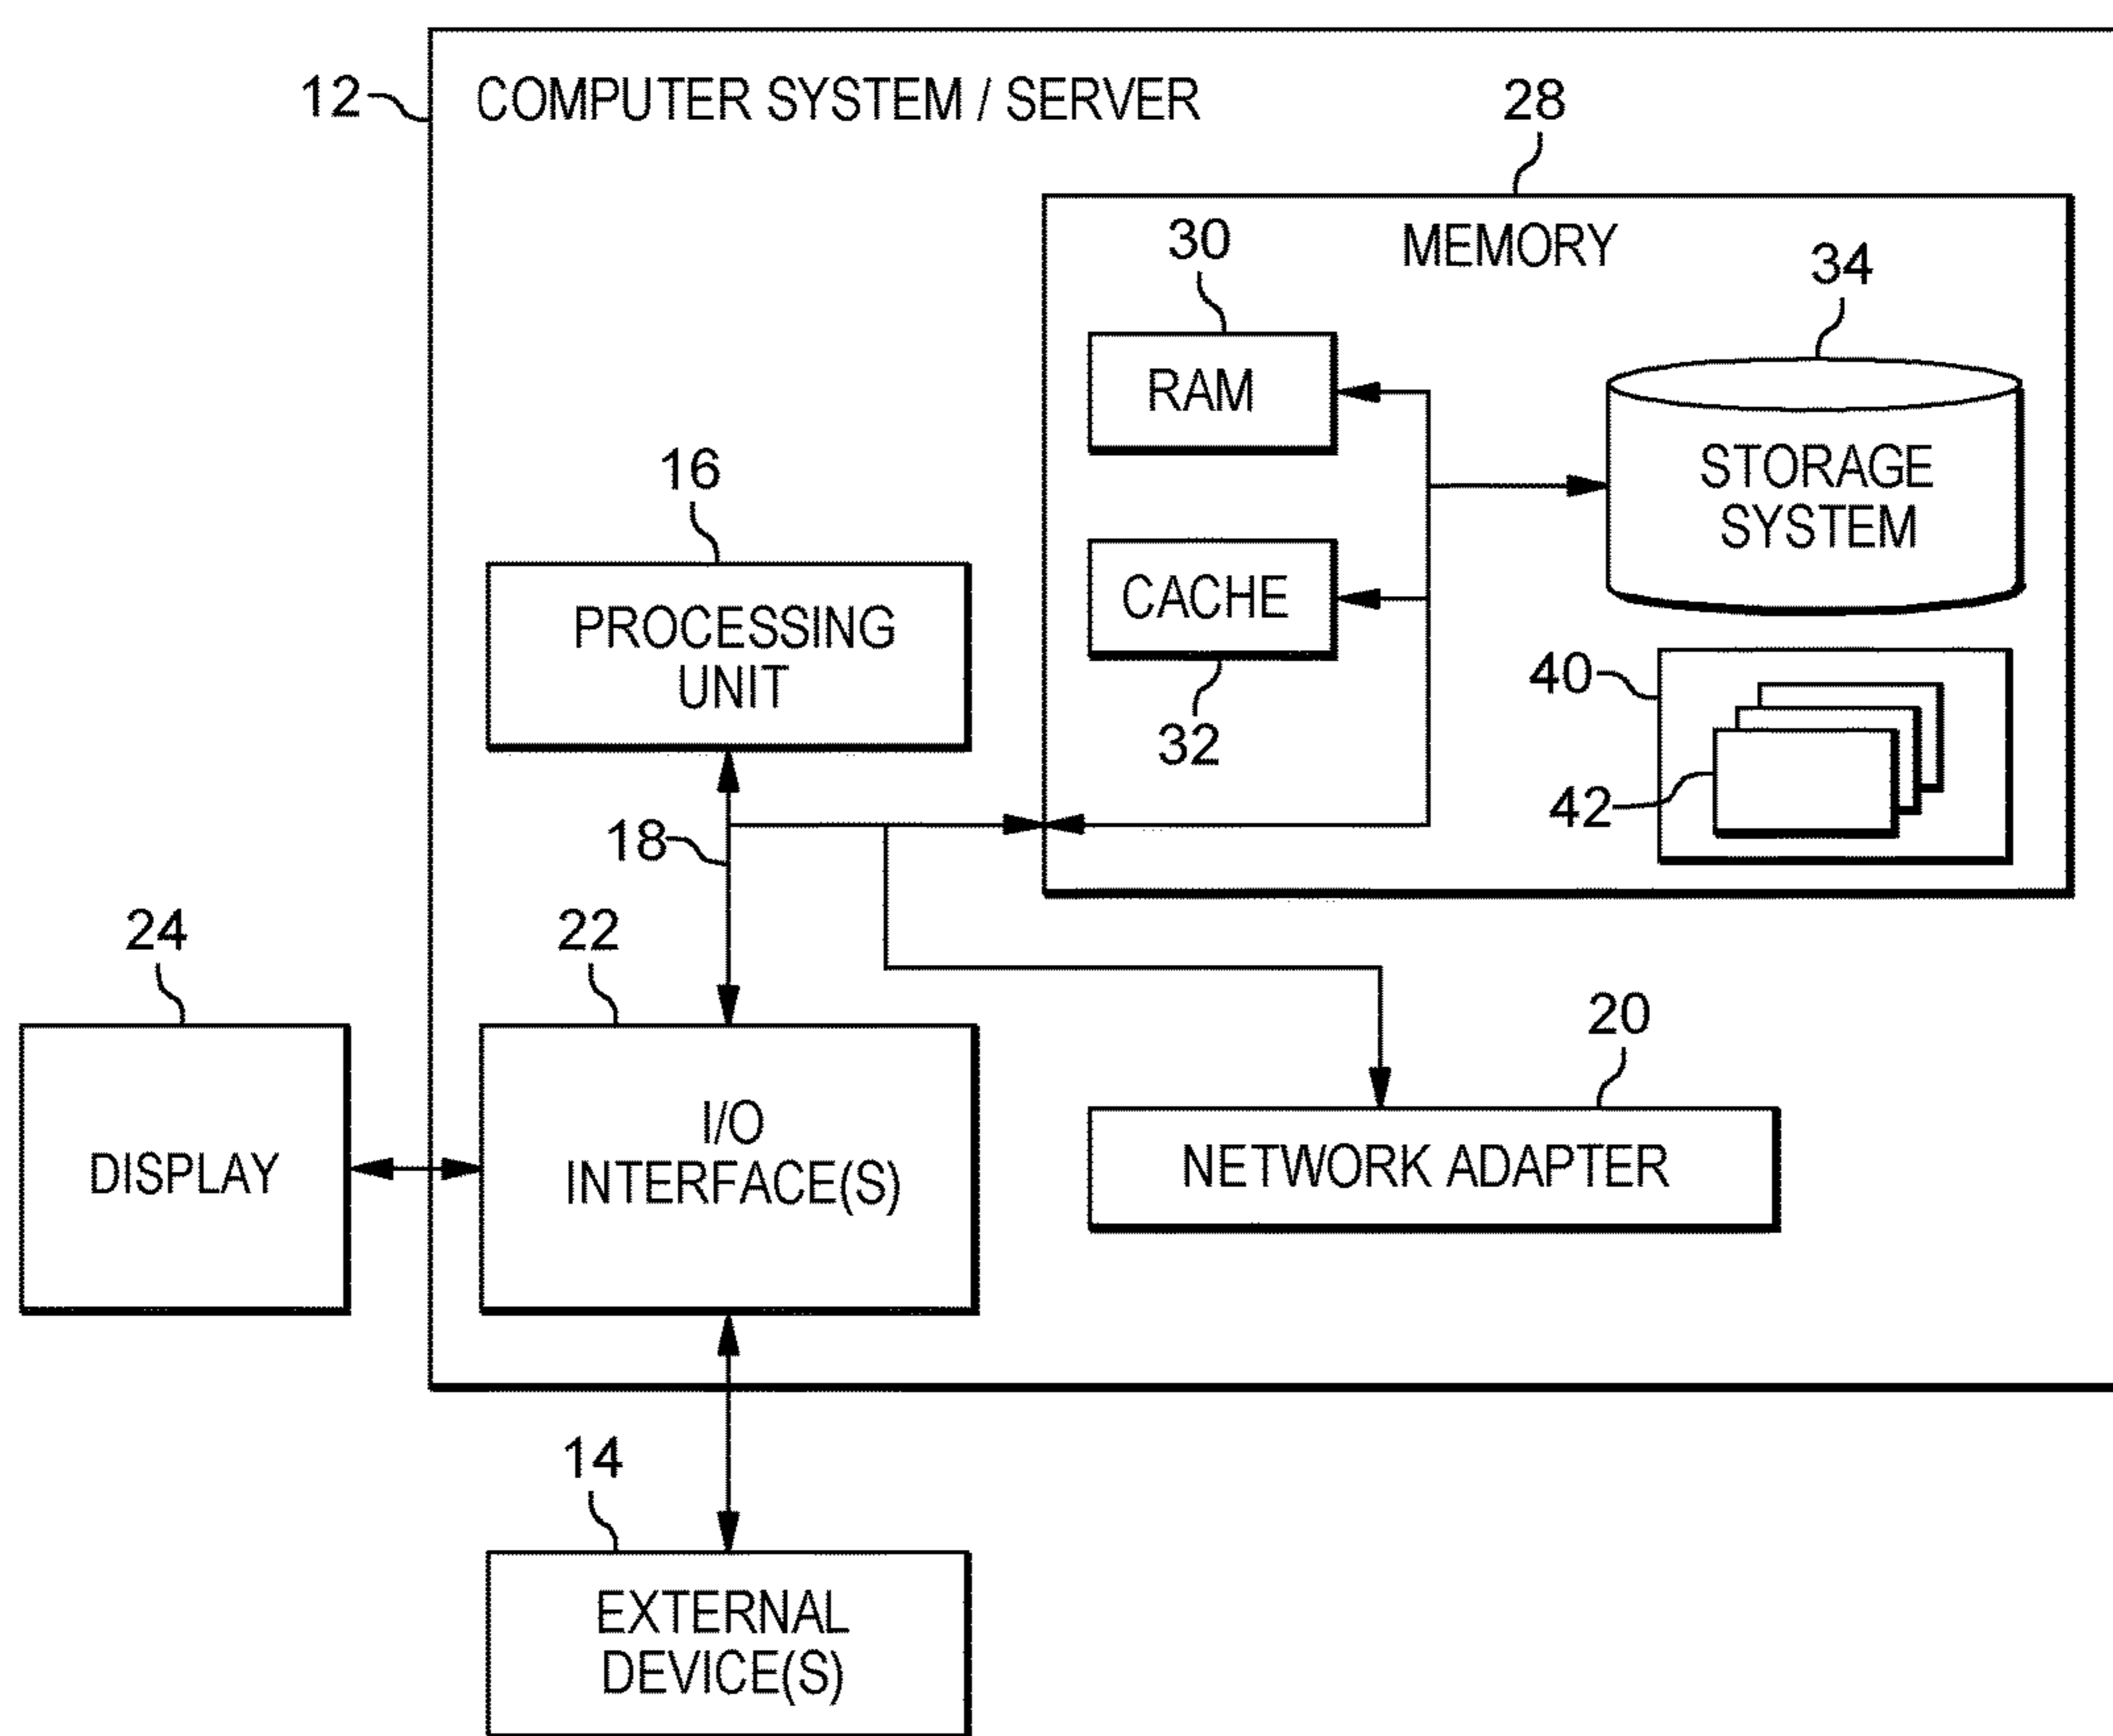 12
COMPUTER SYSTEM / SERVER
28
MEMORY
30
RAM
34
STORAGE
SYSTEM
16
PROCESSING
UNIT
CACHE
32
40
42
18
24
DISPLAY
22
I/O
INTERFACE(S)
20
NETWORK ADAPTER
14
EXTERNAL
DEVICE(S)